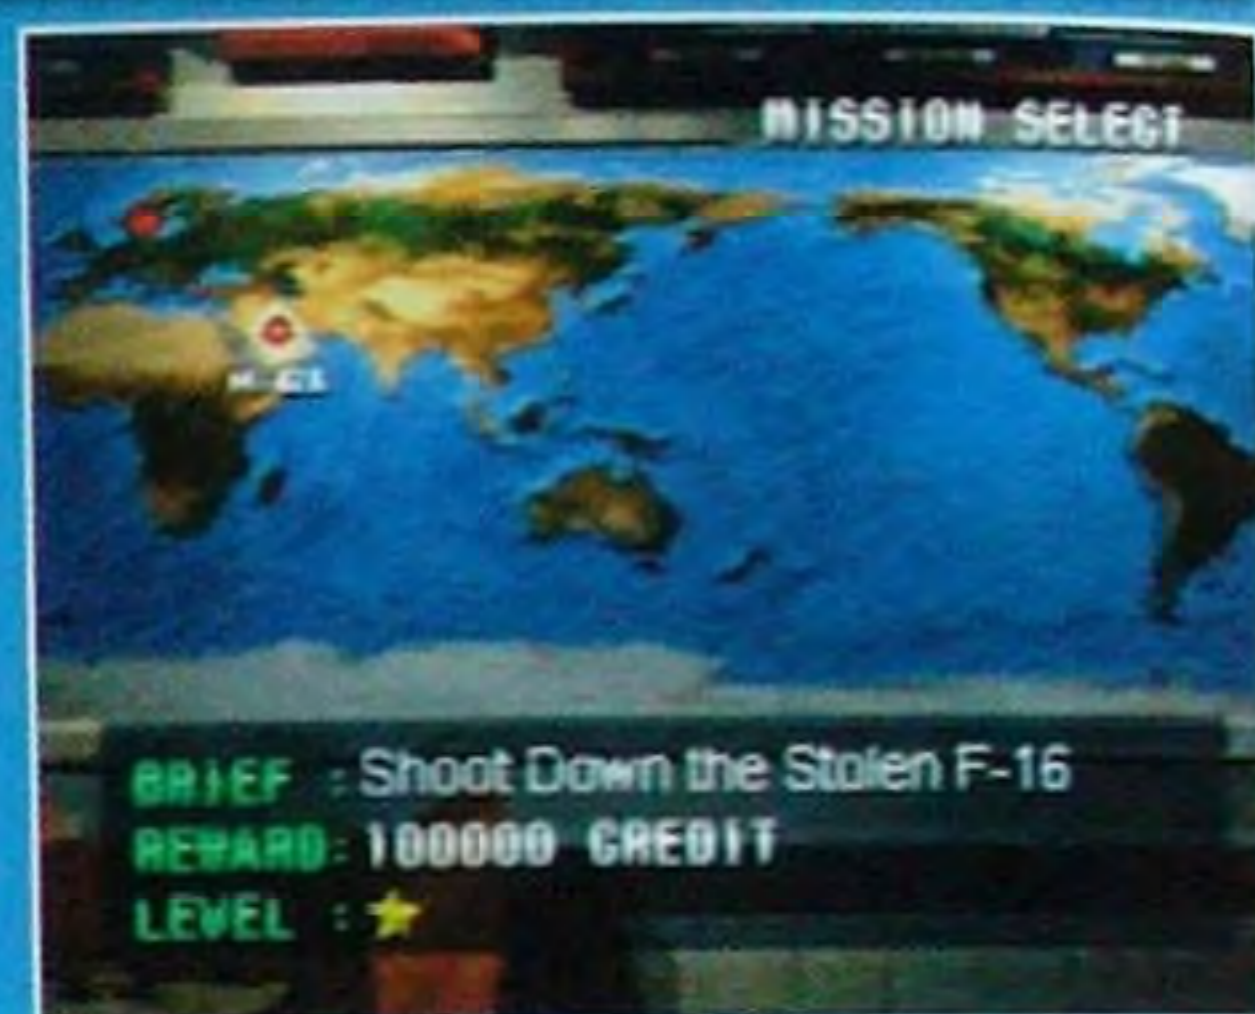 MISSION SELECT
BRIEF : Shoot Down the Stolen F-16
REWARD: 100000 CREDIT
LEVEL :